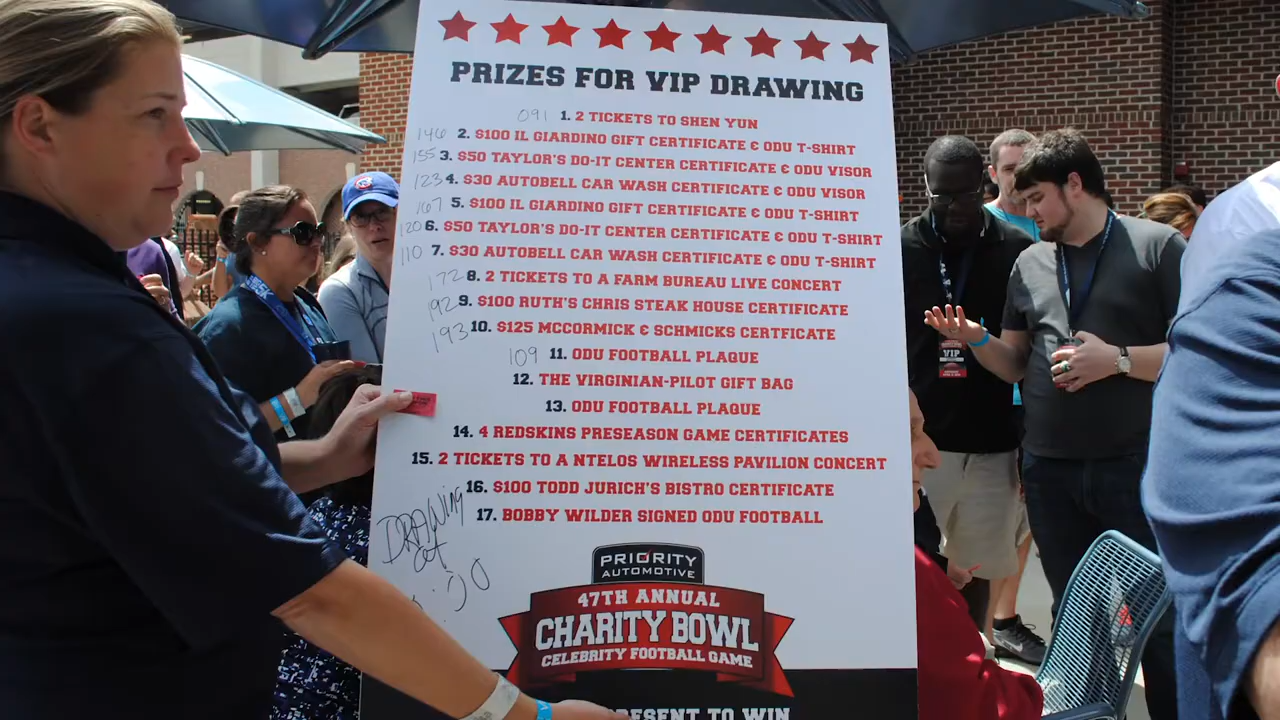 PRIZES FOR VIP DRAWING
091 1. 2 TICKETS TO SHEN YUN
146 2. $100 IL GIARDINO GIFT CERTIFICATE & ODU T-SHIRT
155 3. $50 TAYLOR'S DO-IT CENTER CERTIFICATE & ODU VISOR
123 4. $30 AUTOBELL CAR WASH CERTIFICATE & ODU VISOR
167 5. $100 IL GIARDINO GIFT CERTIFICATE & ODU T-SHIRT
120 6. $50 TAYLOR'S DO-IT CENTER CERTIFICATE & ODU T-SHIRT
110 7. $30 AUTOBELL CAR WASH CERTIFICATE & ODU T-SHIRT
172 8. 2 TICKETS TO A FARM BUREAU LIVE CONCERT
192 9. $100 RUTH'S CHRIS STEAK HOUSE CERTIFICATE
193 10. $125 MCCORMICK & SCHMICKS CERTFICATE
109 11. ODU FOOTBALL PLAQUE
12. THE VIRGINIAN-PILOT GIFT BAG
13. ODU FOOTBALL PLAQUE
14. 4 REDSKINS PRESEASON GAME CERTIFICATES
15. 2 TICKETS TO A NTELOS WIRELESS PAVILION CONCERT
16. $100 TODD JURICH'S BISTRO CERTIFICATE
17. BOBBY WILDER SIGNED ODU FOOTBALL
DRAWING
at
PRIORITY
AUTOMOTIVE
47TH ANNUAL
CHARITY BOWL
CELEBRITY FOOTBALL GAME
PRESENT TO WIN
VIP